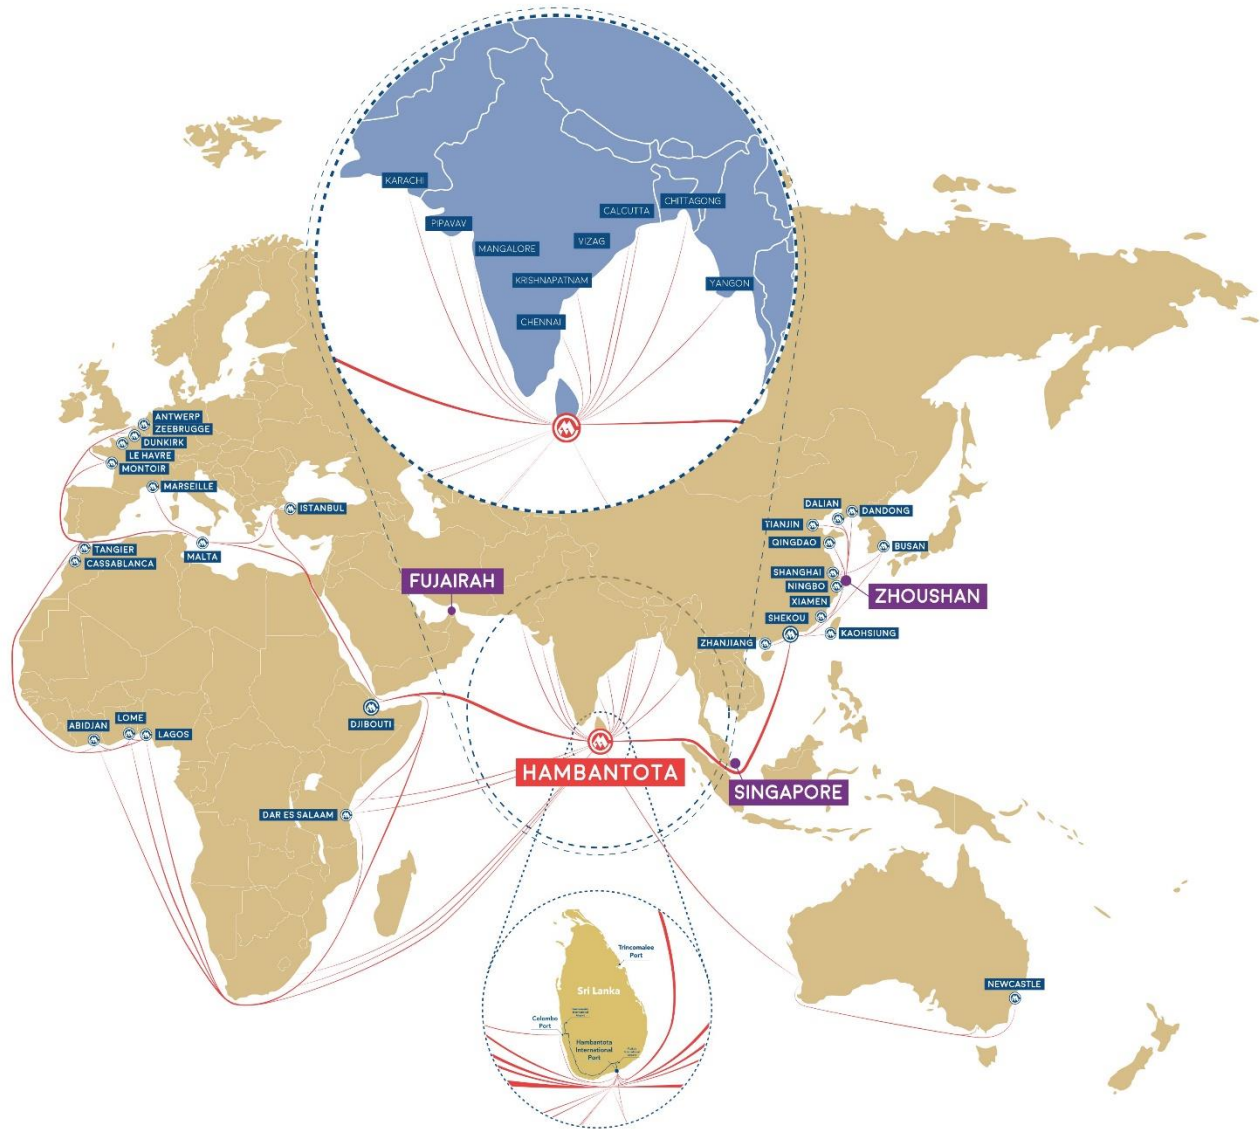 KARACHI
PIPAVAV
MANGALORE
VIZAG
CALCUTTA
CHITTAGONG
KRISHNAPATNAM
YANGON
CHENNAI
ANTWERP
ZEEBRUGGE
DUNKIRK
LE HAVRE
MONTOIR
MARSEILLE
ISTANBUL
MALTA
TANGIER
CASSABLANCA
FUJAIRAH
DALIAN
DANDONG
TIANJIN
QINGDAO
BUSAN
SHANGHAI
NINGBO
ZHOUSHAN
XIAMEN
SHEKOU
ZHANJIANG
KAOHSIUNG
ABIDJAN
LOME
LAGOS
DJIBOUTI
HAMBANTOTA
SINGAPORE
DAR ES SALAAM
NEWCASTLE
Trincomalee
Port
Sri Lanka
Colombo
Port
Hambantota
International
Port